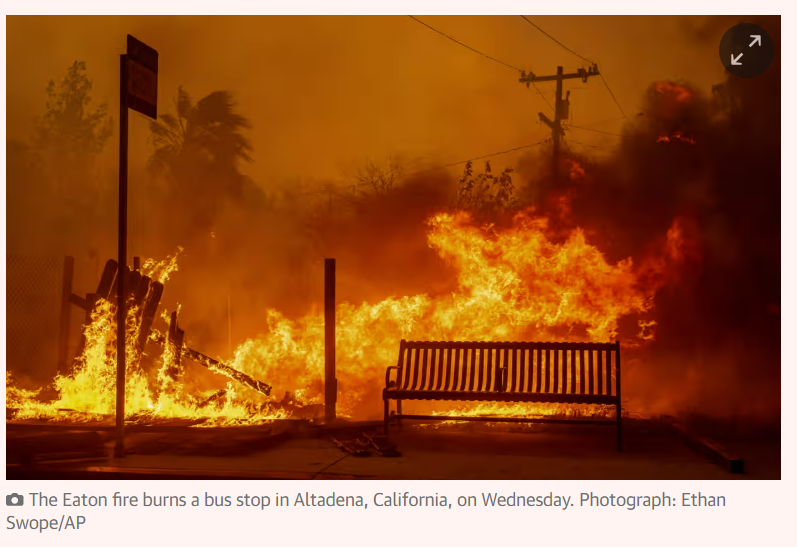 The Eaton fire burns a bus stop in Altadena, California, on Wednesday. Photograph: Ethan
Swope/AP